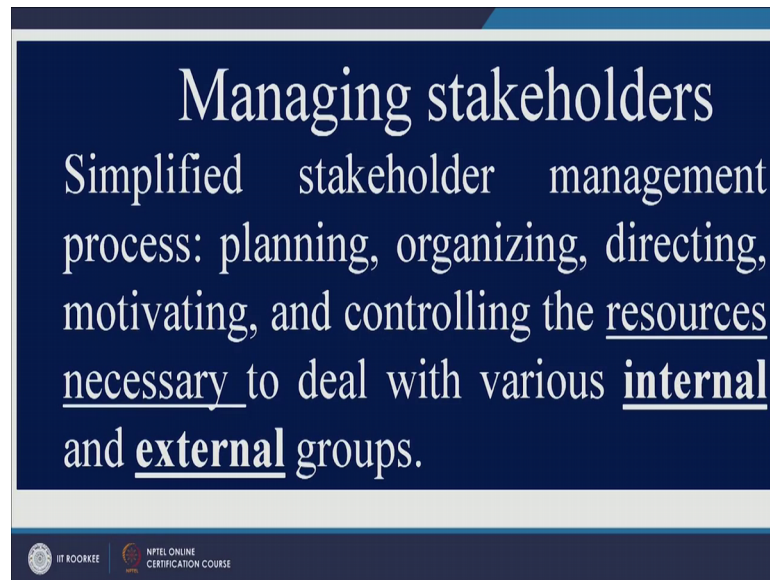 Managing stakeholders
Simplified stakeholder management
process: planning, organizing, directing,
motivating, and controlling the resources
necessary to deal with various internal
and external groups.
IIT ROORKEE
NPTEL ONLINE
CERTIFICATION COURSE